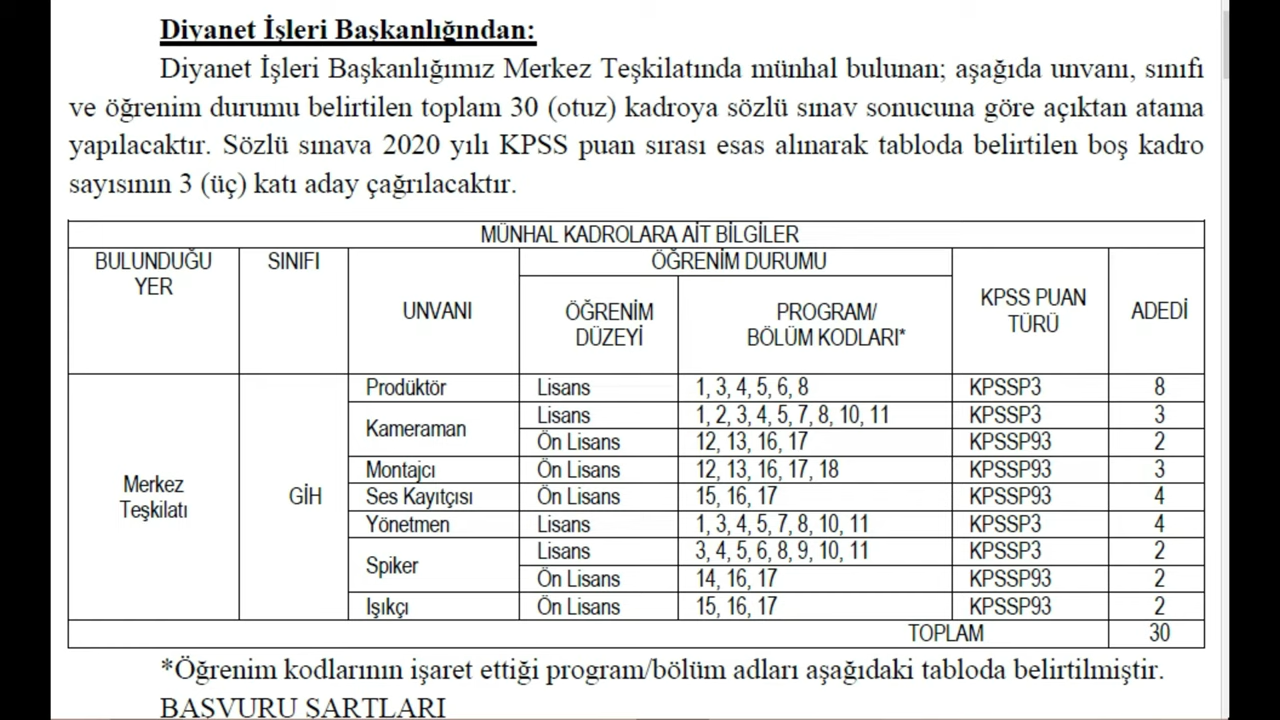 Diyanet İşleri Başkanlığından:
Diyanet İşleri Başkanlığımız Merkez Teşkilatında münhal bulunan; aşağıda unvanı, sınıfı
ve öğrenim durumu belirtilen toplam 30 (otuz) kadroya sözlü sınav sonucuna göre açıktan atama
yapılacaktır. Sözlü sınava 2020 yılı KPSS puan sırası esas alınarak tabloda belirtilen boş kadro
sayısının 3 (üç) katı aday çağrılacaktır.
MÜNHAL KADROLARA AİT BİLGİLER
BULUNDUĞU YER SINIFI UNVANI ÖĞRENİM DURUMU KPSS PUAN TÜRÜ ADEDİ
ÖĞRENİM DÜZEYİ PROGRAM/ BÖLÜM KODLARI*
Merkez Teşkilatı GİH
Prodüktör Lisans 1, 3, 4, 5, 6, 8 KPSSP3 8
Kameraman Lisans 1, 2, 3, 4, 5, 7, 8, 10, 11 KPSSP3 3
Ön Lisans 12, 13, 16, 17 KPSSP93 2
Montajcı Ön Lisans 12, 13, 16, 17, 18 KPSSP93 3
Ses Kayıtçısı Ön Lisans 15, 16, 17 KPSSP93 4
Yönetmen Lisans 1, 3, 4, 5, 7, 8, 10, 11 KPSSP3 4
Spiker Lisans 3, 4, 5, 6, 8, 9, 10, 11 KPSSP3 2
Ön Lisans 14, 16, 17 KPSSP93 2
Işıkçı Ön Lisans 15, 16, 17 KPSSP93 2
TOPLAM 30
*Öğrenim kodlarının işaret ettiği program/bölüm adları aşağıdaki tabloda belirtilmiştir.
BAŞVURU ŞARTLARI